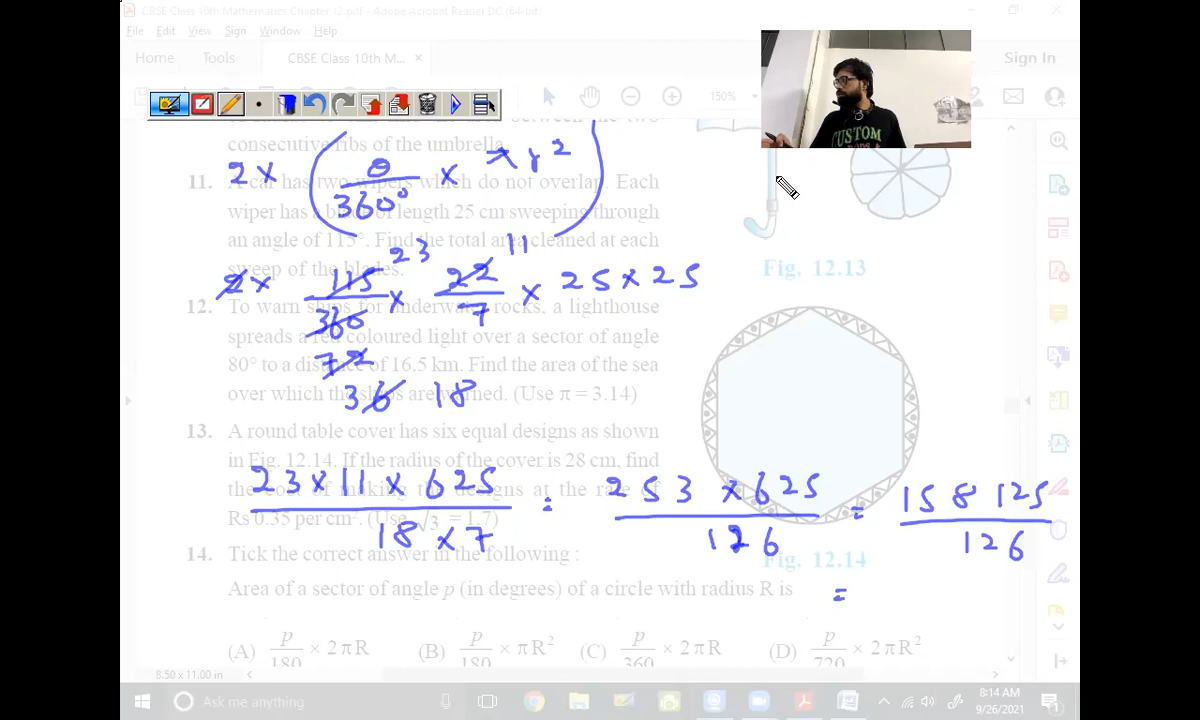 CBSE Class 10th Mathematics Chapter 12.pdf - Adobe Acrobat Reader DC (64-bit)
File Edit View Sign Window Help
Home Tools CBSE Class 10th M... × Sign In
150%
CUSTOM
consecutive ribs of the umbrella.
2 × ( θ/360° × πr² )
11. A car has two wipers which do not overlap. Each
wiper has a blade of length 25 cm sweeping through
an angle of 115°. Find the total area cleaned at each
sweep of the blades.
Fig. 12.13
23 11
2 × 115/360 × 22/7 × 25 × 25
72
36 18
12. To warn ships for underwater rocks, a lighthouse
spreads a red coloured light over a sector of angle
80° to a distance of 16.5 km. Find the area of the sea
over which the ships are warned. (Use π = 3.14)
13. A round table cover has six equal designs as shown
in Fig. 12.14. If the radius of the cover is 28 cm, find
the cost of making the designs at the rate of
Rs 0.35 per cm². (Use √3 = 1.7)
23 × 11 × 625 / 18 × 7 = 253 × 625 / 126 = 158125 / 126
=
Fig. 12.14
14. Tick the correct answer in the following :
Area of a sector of angle p (in degrees) of a circle with radius R is
(A) p/180 × 2πR (B) p/180 × πR² (C) p/360 × 2πR (D) p/720 × 2πR²
8.50 x 11.00 in
Ask me anything
8:14 AM
9/26/2021